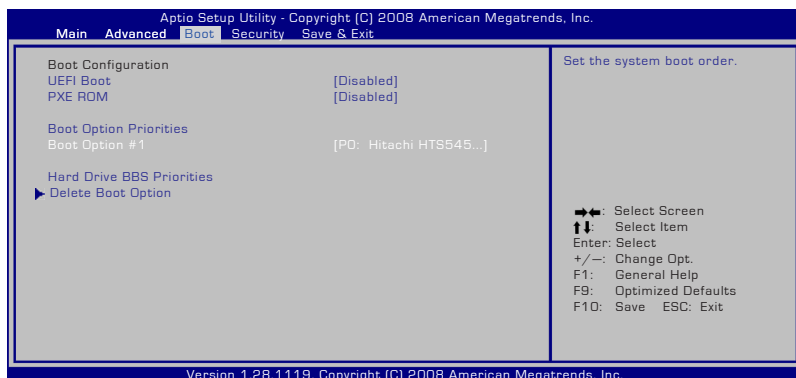 Aptio Setup Utility - Copyright (C) 2008 American Megatrends, Inc.
Main Advanced Boot Security Save & Exit
Boot Configuration
UEFI Boot [Disabled]
PXE ROM [Disabled]
Boot Option Priorities
Boot Option #1 [P0: Hitachi HTS545...]
Hard Drive BBS Priorities
Delete Boot Option
Set the system boot order.
→←: Select Screen
↑↓: Select Item
Enter: Select
+/—: Change Opt.
F1: General Help
F9: Optimized Defaults
F10: Save ESC: Exit
Version 1.28.1119. Copyright (C) 2008 American Megatrends, Inc.